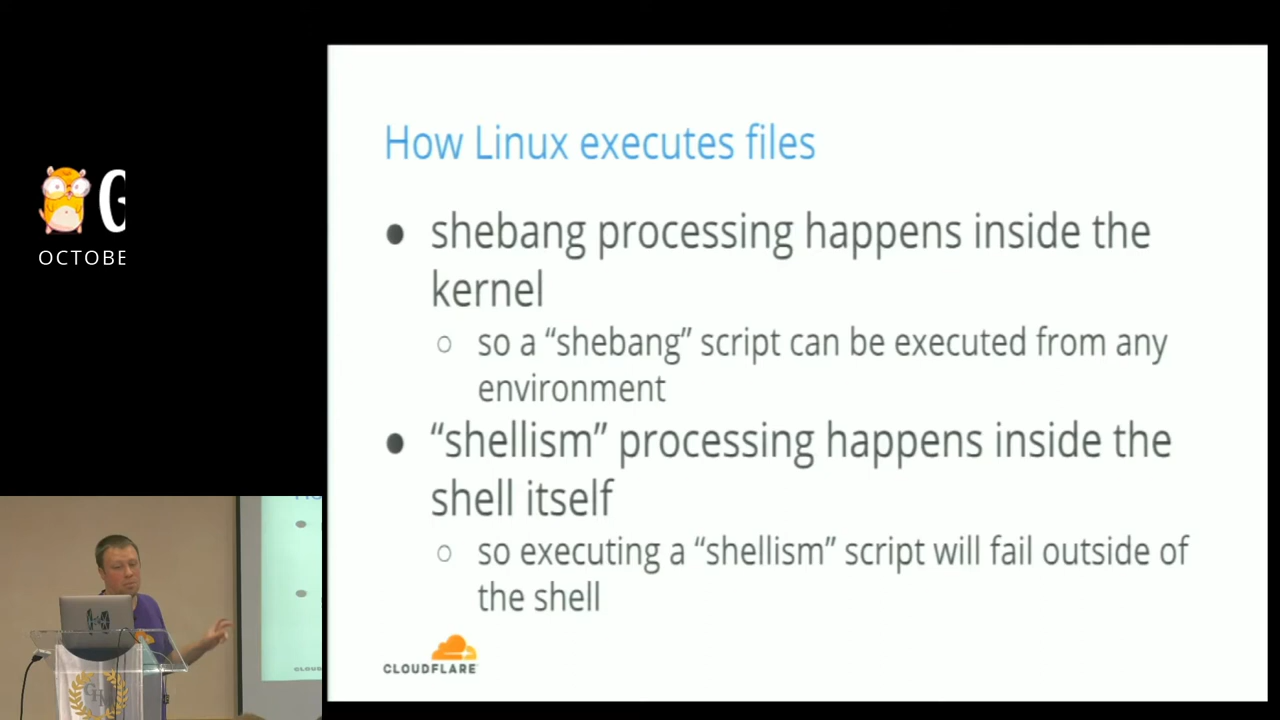 G
OCTOBE
How Linux executes files
shebang processing happens inside the
kernel
so a “shebang” script can be executed from any
environment
“shellism” processing happens inside the
shell itself
so executing a “shellism” script will fail outside of
the shell
CLOUDFLARE